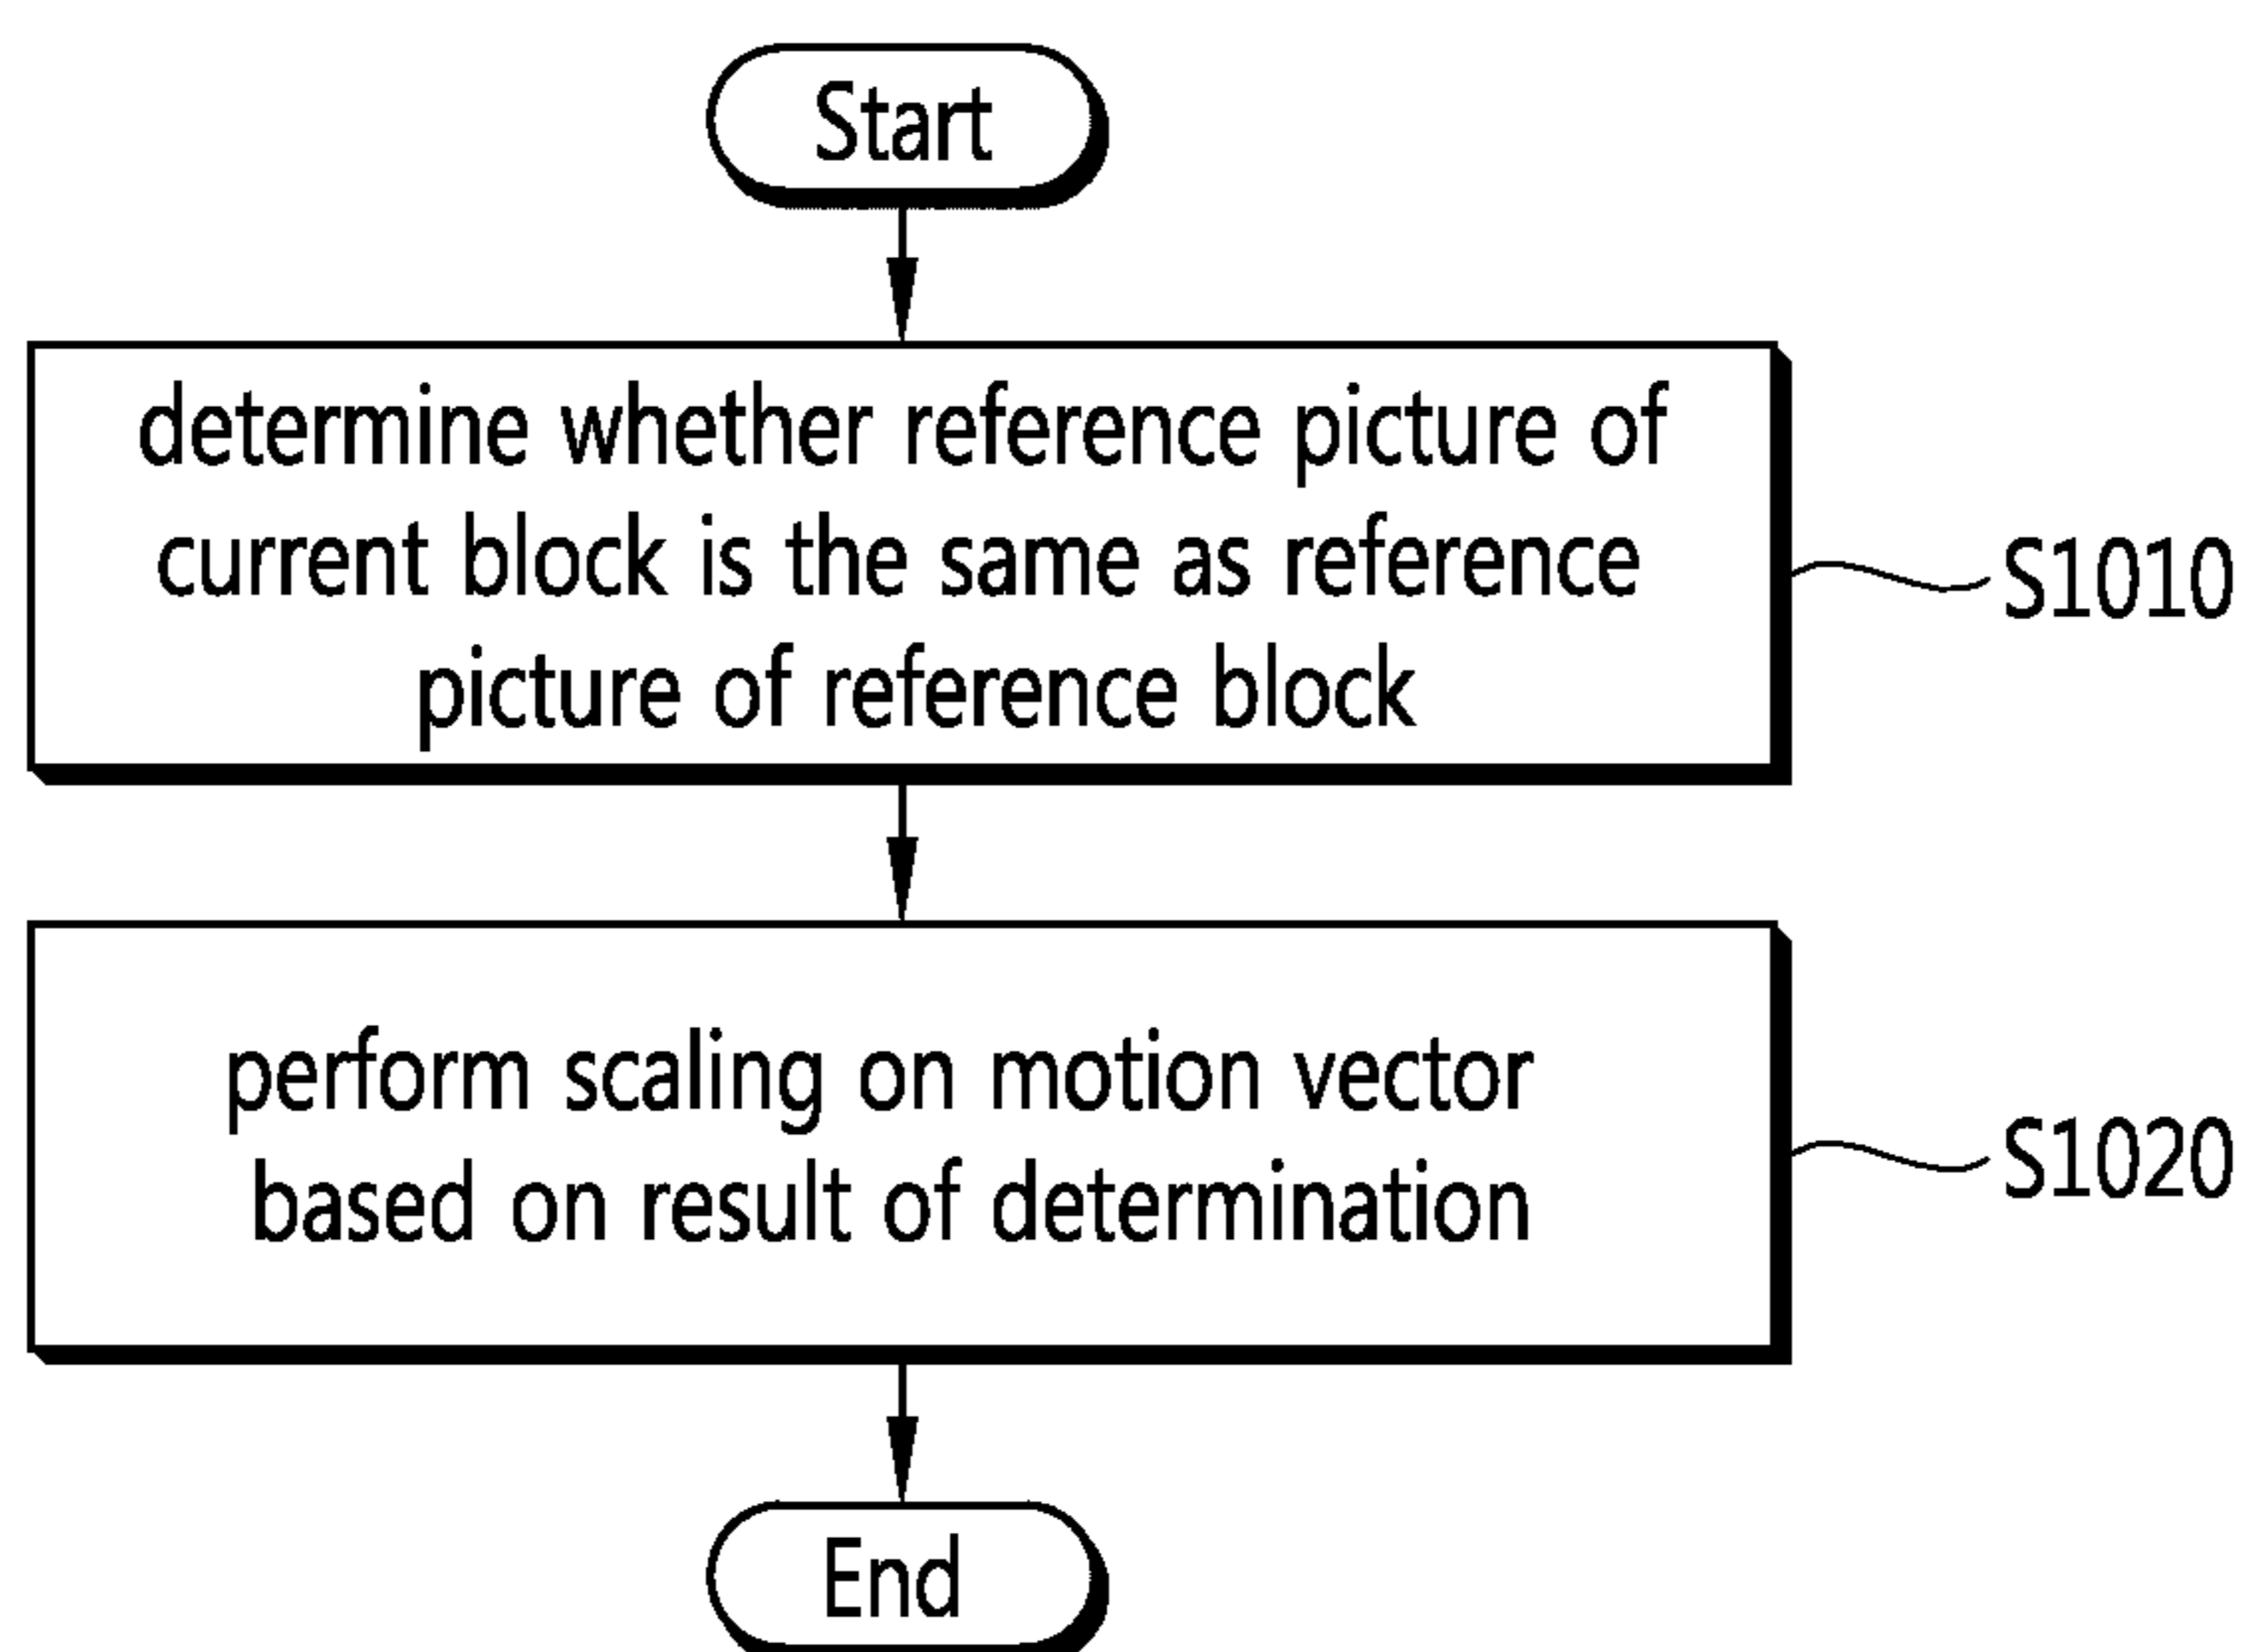 Start
determine whether reference picture of
current block is the same as reference
picture of reference block
S1010
perform scaling on motion vector
based on result of determination
S1020
End